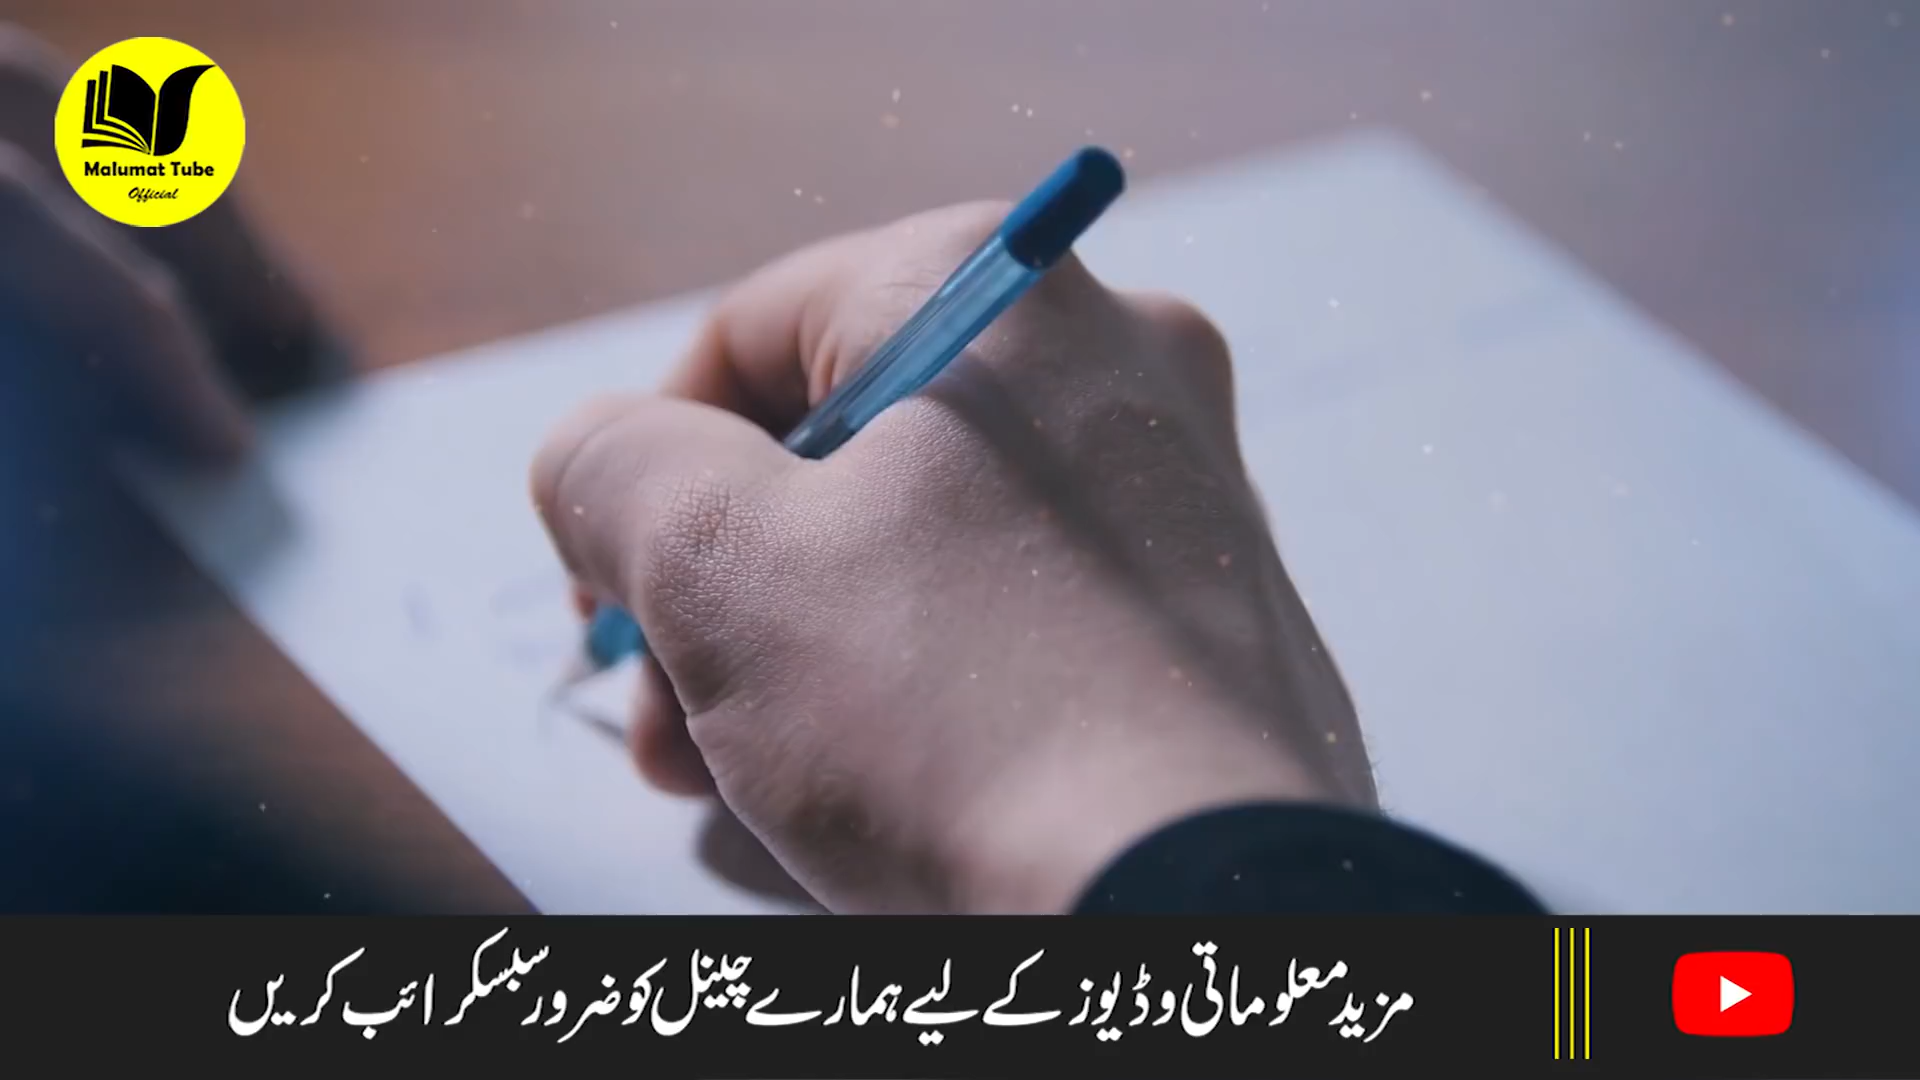 Malumat Tube
Official
مزید معلوماتی وڈیوز کے لیے ہمارے چینل کو ضرور سبسکرائب کریں